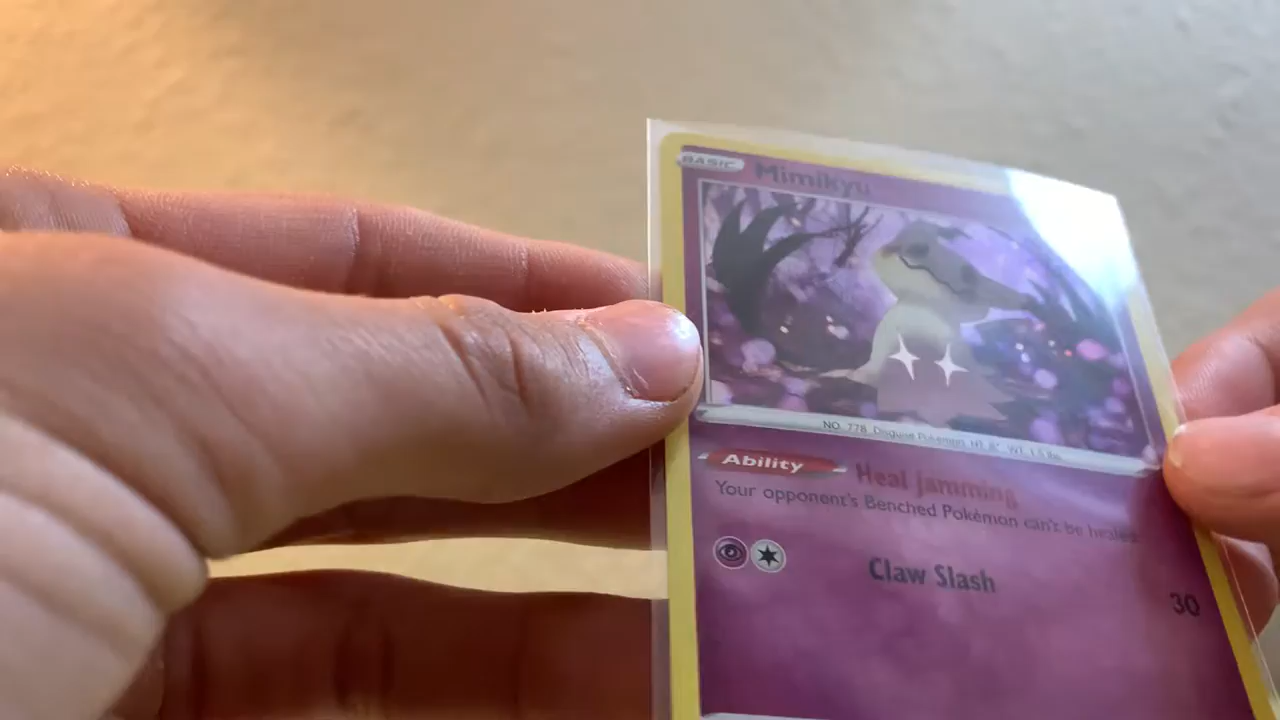 BASIC Mimikyu
NO. 778 Disguise Pokémon HT: 8" WT: 1.5 lbs.
Ability Heal Jamming
Your opponent's Benched Pokémon can't be healed
Claw Slash
30